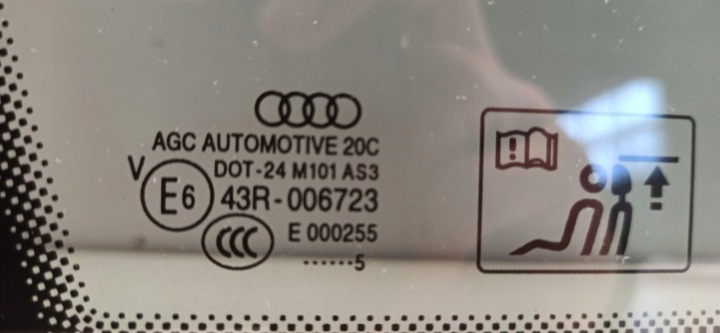 AGC AUTOMOTIVE 20C
DOT-24 M101 AS3
V
E6 43R-006723
CCC E 000255
......5
!